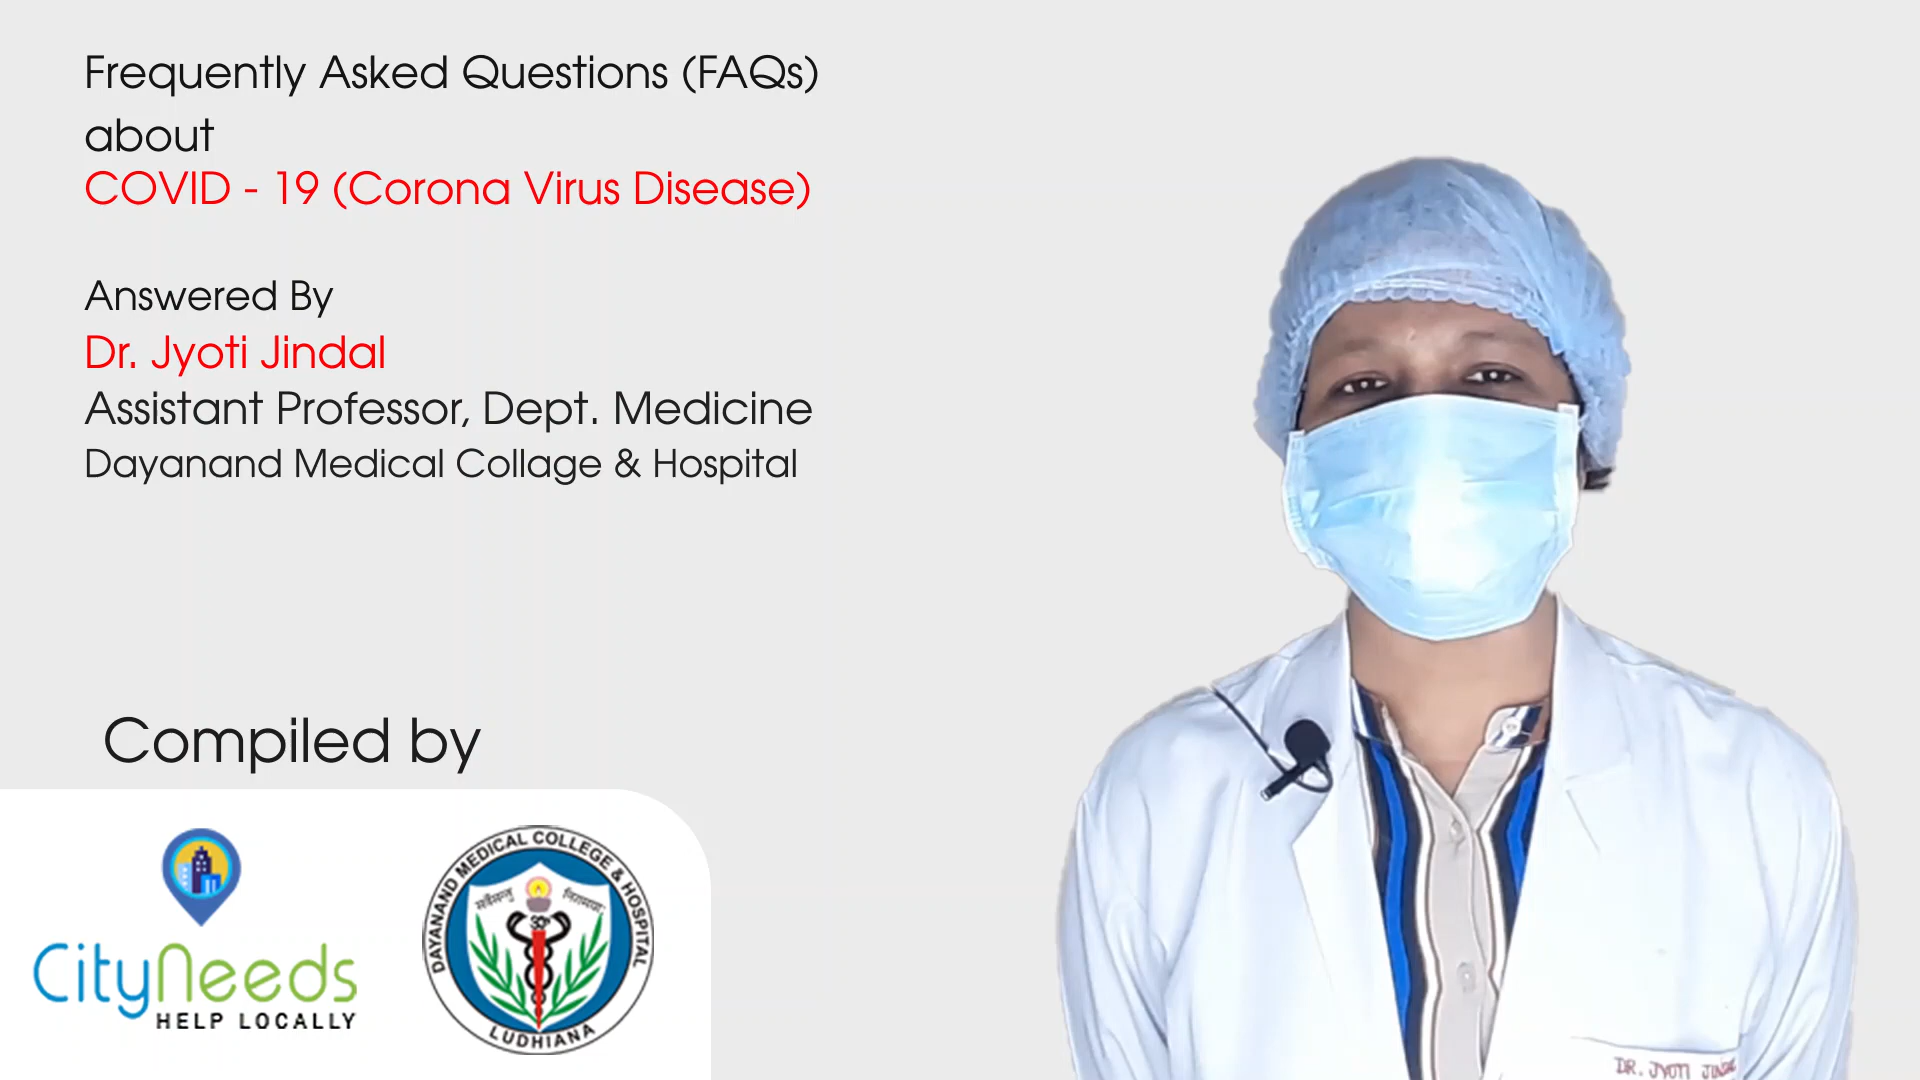 Frequently Asked Questions (FAQs)
about
COVID - 19 (Corona Virus Disease)
Answered By
Dr. Jyoti Jindal
Assistant Professor, Dept. Medicine
Dayanand Medical Collage & Hospital
Compiled by
CityNeeds
HELP LOCALLY
DAYANAND MEDICAL COLLEGE & HOSPITAL
LUDHIANA
DR. JYOTI JINDAL